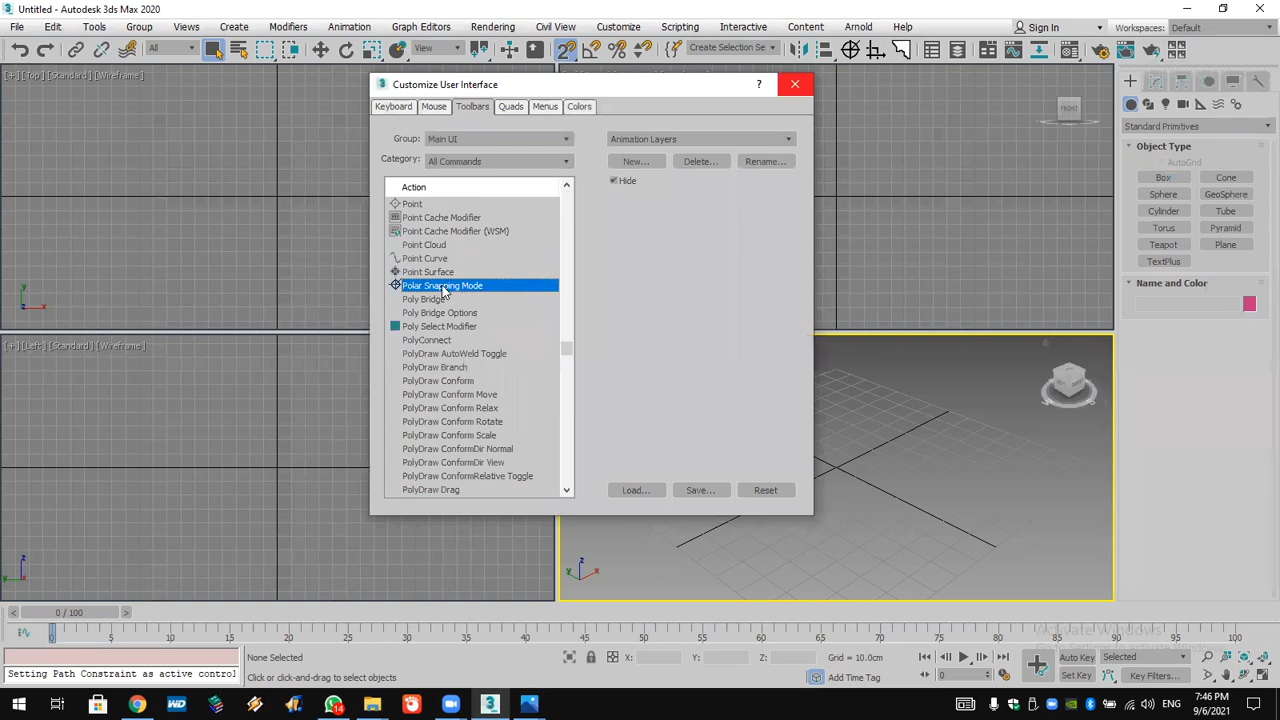 Untitled - Autodesk 3ds Max 2020
File Edit Tools Group Views Create Modifiers Animation Graph Editors Rendering Civil View Customize Scripting Interactive Content Arnold Help Sign In Workspaces: Default
All View Create Selection Se
[+] [Top] [Standard] [Wireframe]
Customize User Interface ?
Keyboard Mouse Toolbars Quads Menus Colors
Group: Main UI Animation Layers
Category: All Commands New... Delete... Rename...
Action Hide
Point
Point Cache Modifier
Point Cache Modifier (WSM)
Point Cloud
Point Curve
Point Surface
Polar Snapping Mode
Poly Bridge
Poly Bridge Options
Poly Select Modifier
PolyConnect
PolyDraw AutoWeld Toggle
PolyDraw Branch
PolyDraw Conform
PolyDraw Conform Move
PolyDraw Conform Relax
PolyDraw Conform Rotate
PolyDraw Conform Scale
PolyDraw ConformDir Normal
PolyDraw ConformDir View
PolyDraw ConformRelative Toggle
PolyDraw Drag
Load... Save... Reset
FRONT
Standard Primitives
Object Type
AutoGrid
Box Cone
Sphere GeoSphere
Cylinder Tube
Torus Pyramid
Teapot Plane
TextPlus
Name and Color
z
y x
[+] [Left] [Standard] [Wireframe]
z
y x
z
y x
< 0 / 100 >
0 5 10 15 20 25 30 35 40 45 50 55 60 65 70 75 80 85 90 95 100
Activate Windows
None Selected X: Y: Z: Grid = 10.0cm Auto Key Selected
Setting Path Constraint as active control Click or click-and-drag to select objects Add Time Tag 0 Set Key Key Filters...
WD 14 3 ENG
7:46 PM
9/6/2021